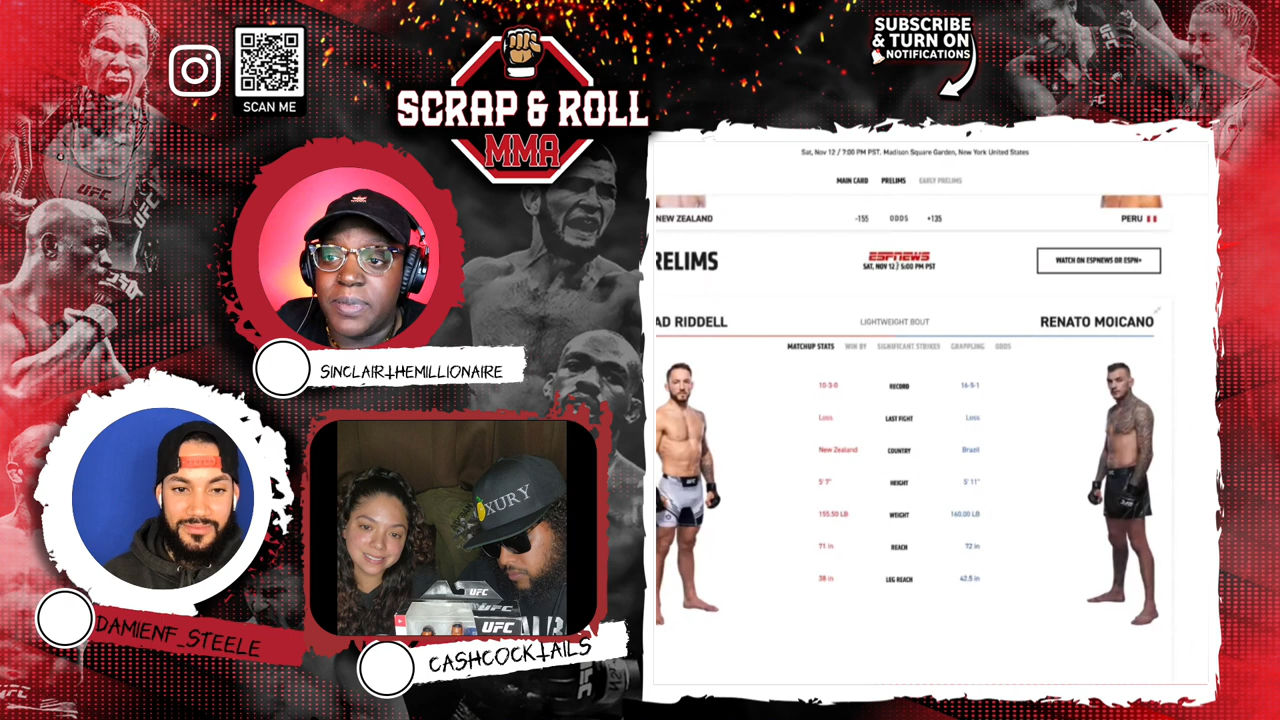 SCAN ME
SCRAP & ROLL
MMA
SUBSCRIBE
& TURN ON
NOTIFICATIONS
SINCLAIRTHEMILLIONAIRE
DAMIENF_STEELE
XURY
UFC
UFC
UFC
CASHCOCKTAILS
Sat, Nov 12 / 7:00 PM PST. Madison Square Garden, New York United States
MAIN CARD PRELIMS EARLY PRELIMS
NEW ZEALAND -155 ODDS +135 PERU
RELIMS
ESPNEWS
SAT, NOV 12 / 5:00 PM PST
WATCH ON ESPNEWS OR ESPN+
AD RIDDELL LIGHTWEIGHT BOUT RENATO MOICANO
MATCHUP STATS WIN BY SIGNIFICANT STRIKES GRAPPLING ODDS
10-3-0 RECORD 16-5-1
Loss LAST FIGHT Loss
New Zealand COUNTRY Brazil
5' 7" HEIGHT 5' 11"
155.50 LB WEIGHT 160.00 LB
71 in REACH 72 in
38 in LEG REACH 42.5 in